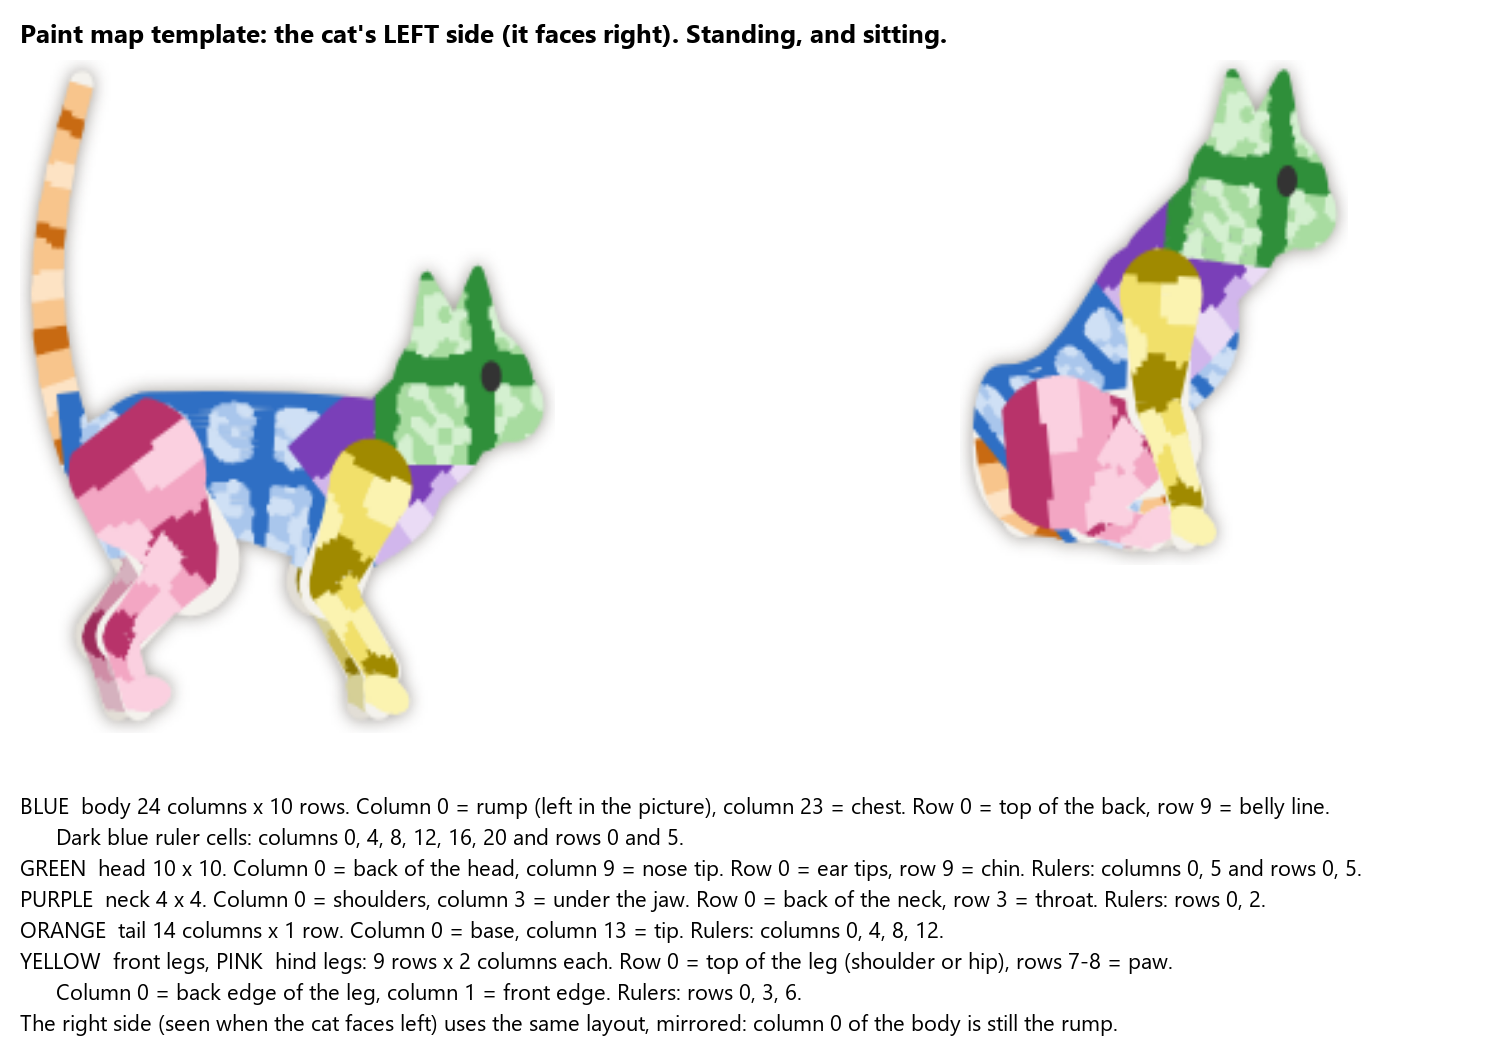 Paint map template: the cat's LEFT side (it faces right). Standing, and sitting.
BLUE  body 24 columns x 10 rows. Column 0 = rump (left in the picture), column 23 = chest. Row 0 = top of the back, row 9 = belly line.
Dark blue ruler cells: columns 0, 4, 8, 12, 16, 20 and rows 0 and 5.
GREEN  head 10 x 10. Column 0 = back of the head, column 9 = nose tip. Row 0 = ear tips, row 9 = chin. Rulers: columns 0, 5 and rows 0, 5.
PURPLE  neck 4 x 4. Column 0 = shoulders, column 3 = under the jaw. Row 0 = back of the neck, row 3 = throat. Rulers: rows 0, 2.
ORANGE  tail 14 columns x 1 row. Column 0 = base, column 13 = tip. Rulers: columns 0, 4, 8, 12.
YELLOW  front legs, PINK  hind legs: 9 rows x 2 columns each. Row 0 = top of the leg (shoulder or hip), rows 7-8 = paw.
Column 0 = back edge of the leg, column 1 = front edge. Rulers: rows 0, 3, 6.
The right side (seen when the cat faces left) uses the same layout, mirrored: column 0 of the body is still the rump.